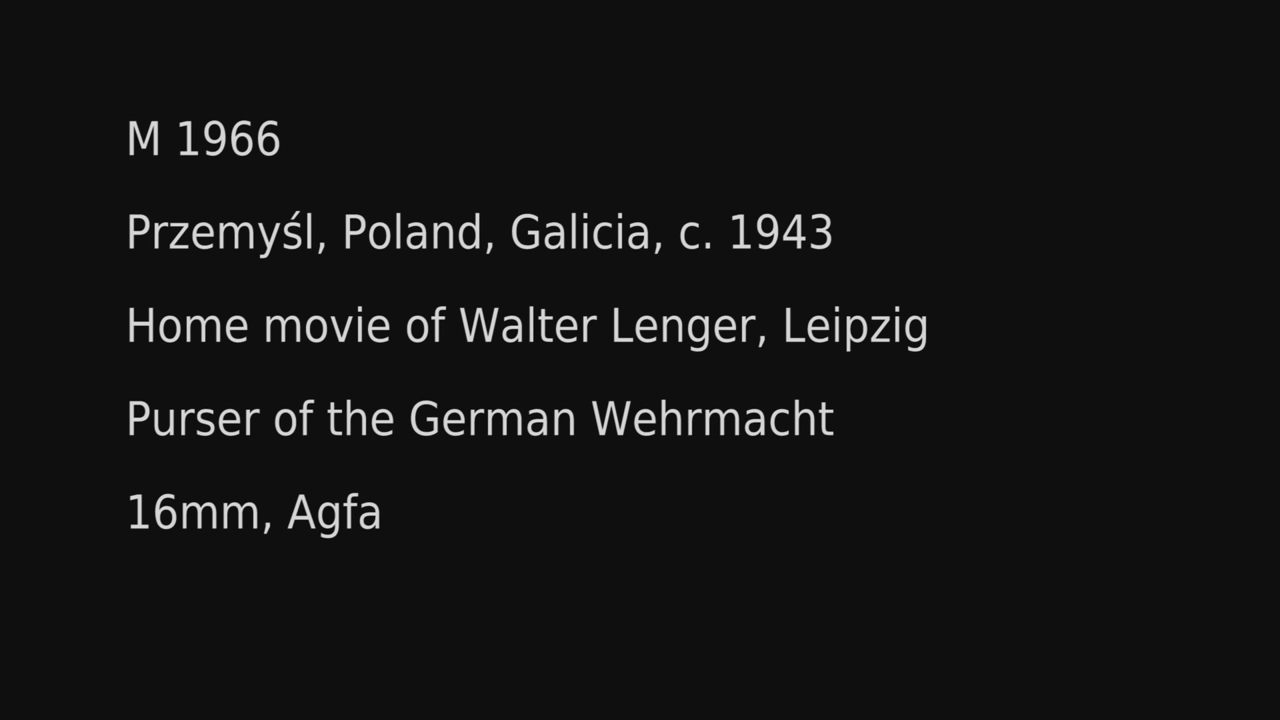 M 1966
Przemyśl, Poland, Galicia, c. 1943
Home movie of Walter Lenger, Leipzig
Purser of the German Wehrmacht
16mm, Agfa